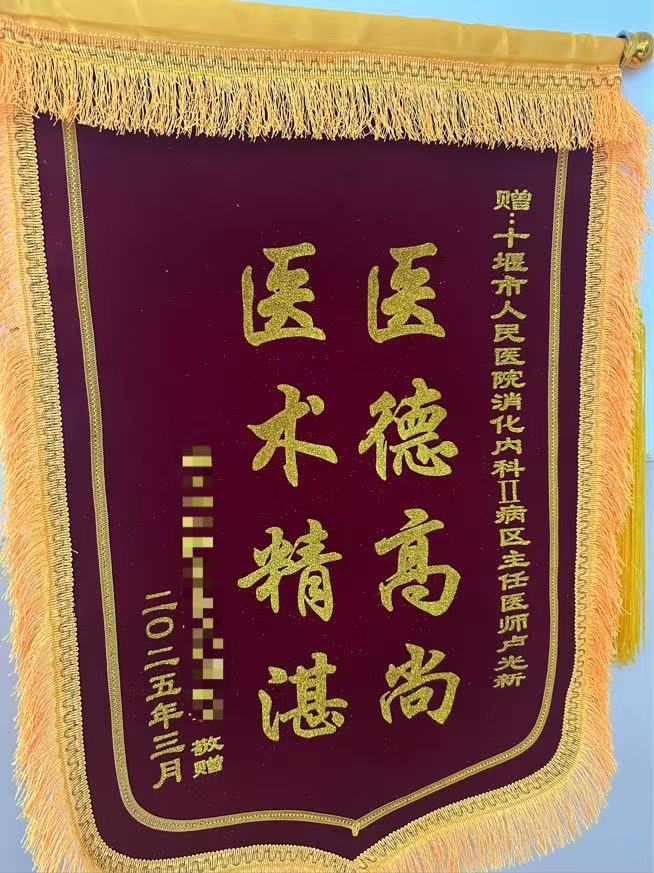 赠：十堰市人民医院消化内科II病区主任医师卢光新
医德高尚
医术精湛
敬赠
二〇二五年三月